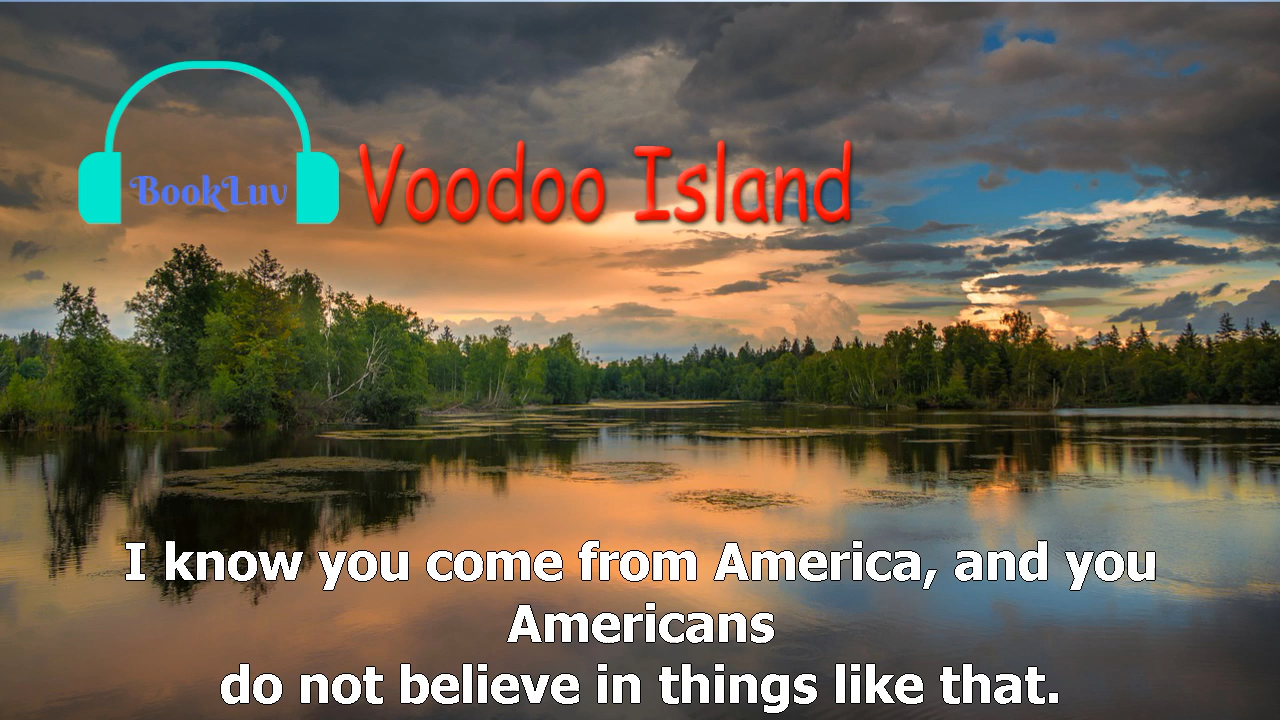 BookLuv
Voodoo Island
I know you come from America, and you
Americans
do not believe in things like that.